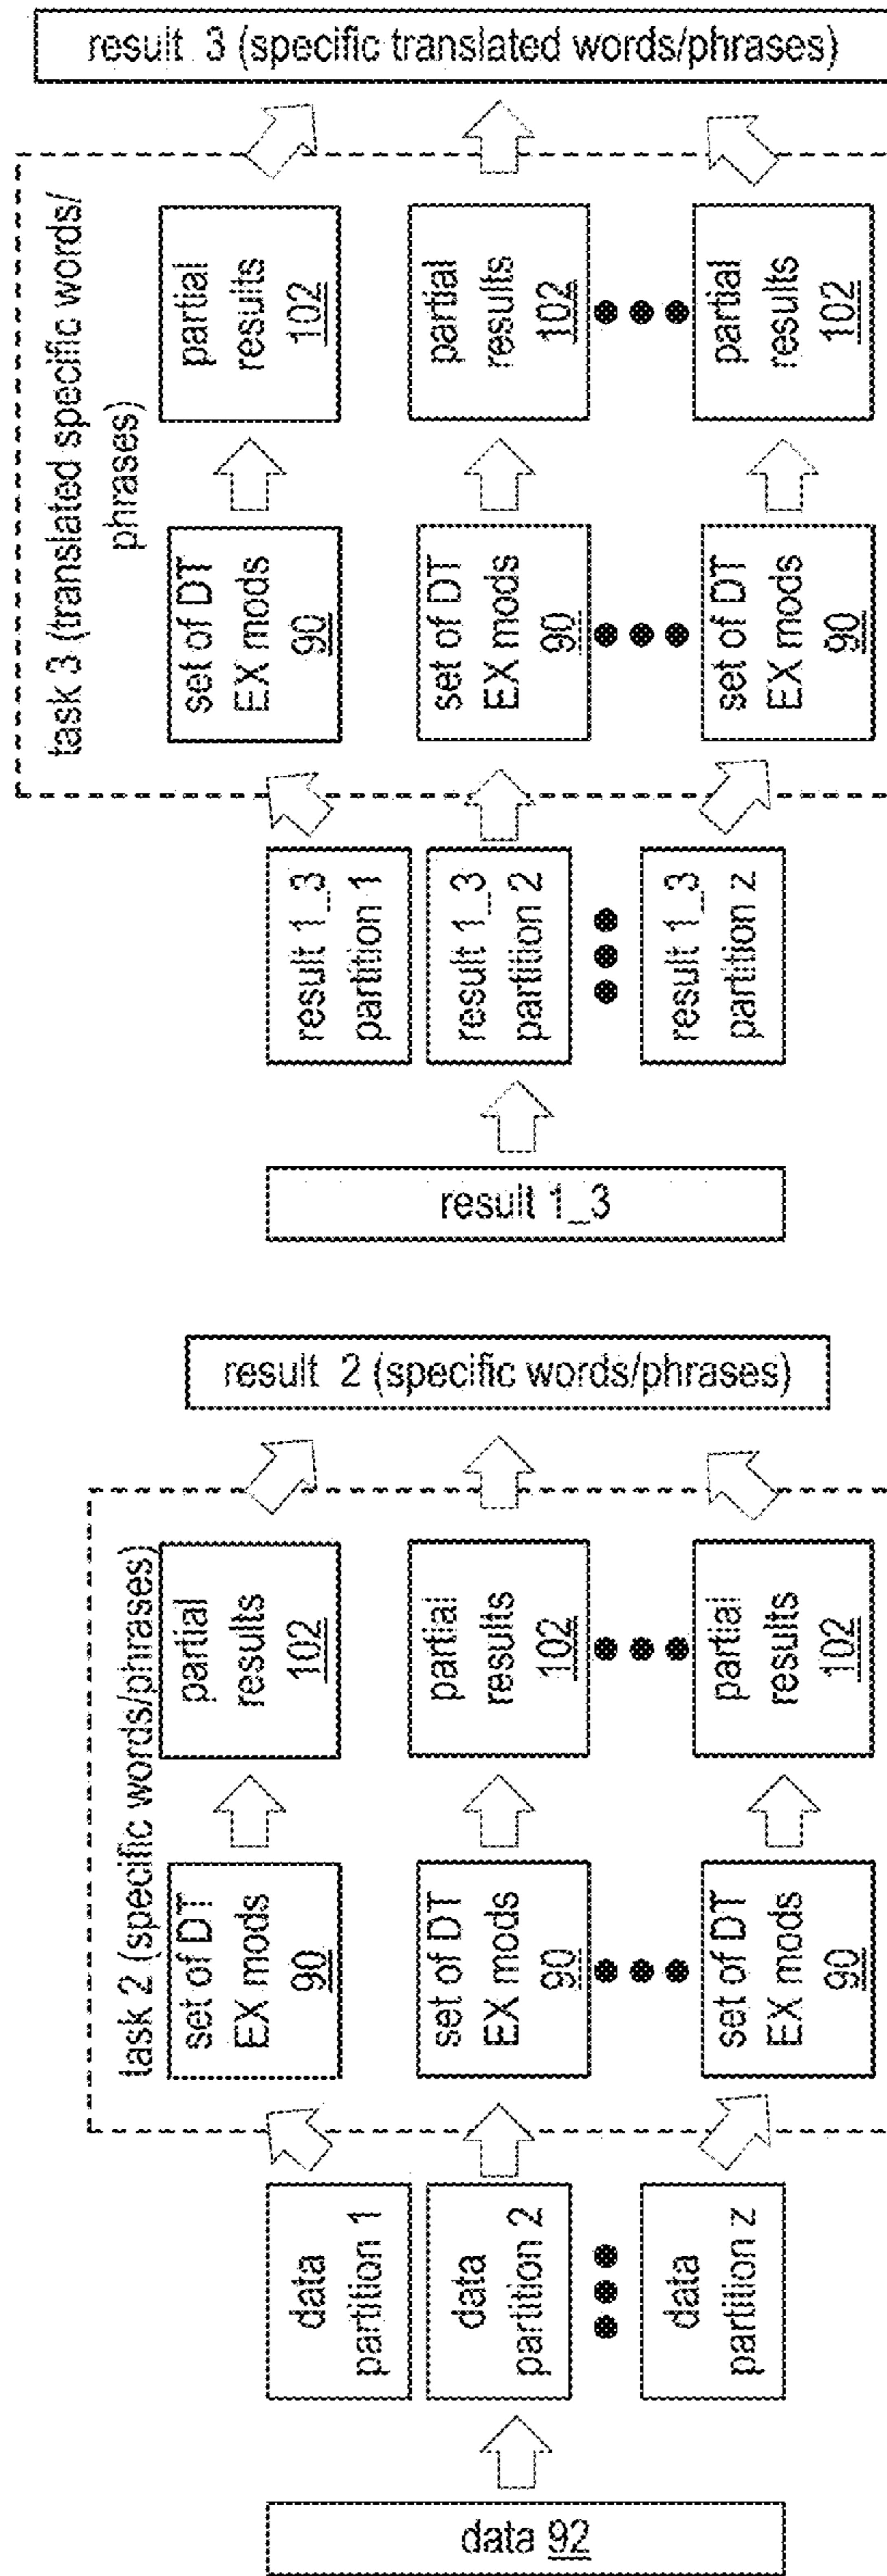 data 92
data
partition 1
data
partition 2
data
partition z
task 2 (specific words/phrases)
set of DT
EX mods
90
set of DT
EX mods
90
set of DT
EX mods
90
partial
results
102
partial
results
102
partial
results
102
result 2 (specific words/phrases)
result 1_3
result 1_3
partition 1
result 1_3
partition 2
result 1_3
partition z
task 3 (translated specific words/
phrases)
set of DT
EX mods
90
set of DT
EX mods
90
set of DT
EX mods
90
partial
results
102
partial
results
102
partial
results
102
result 3 (specific translated words/phrases)